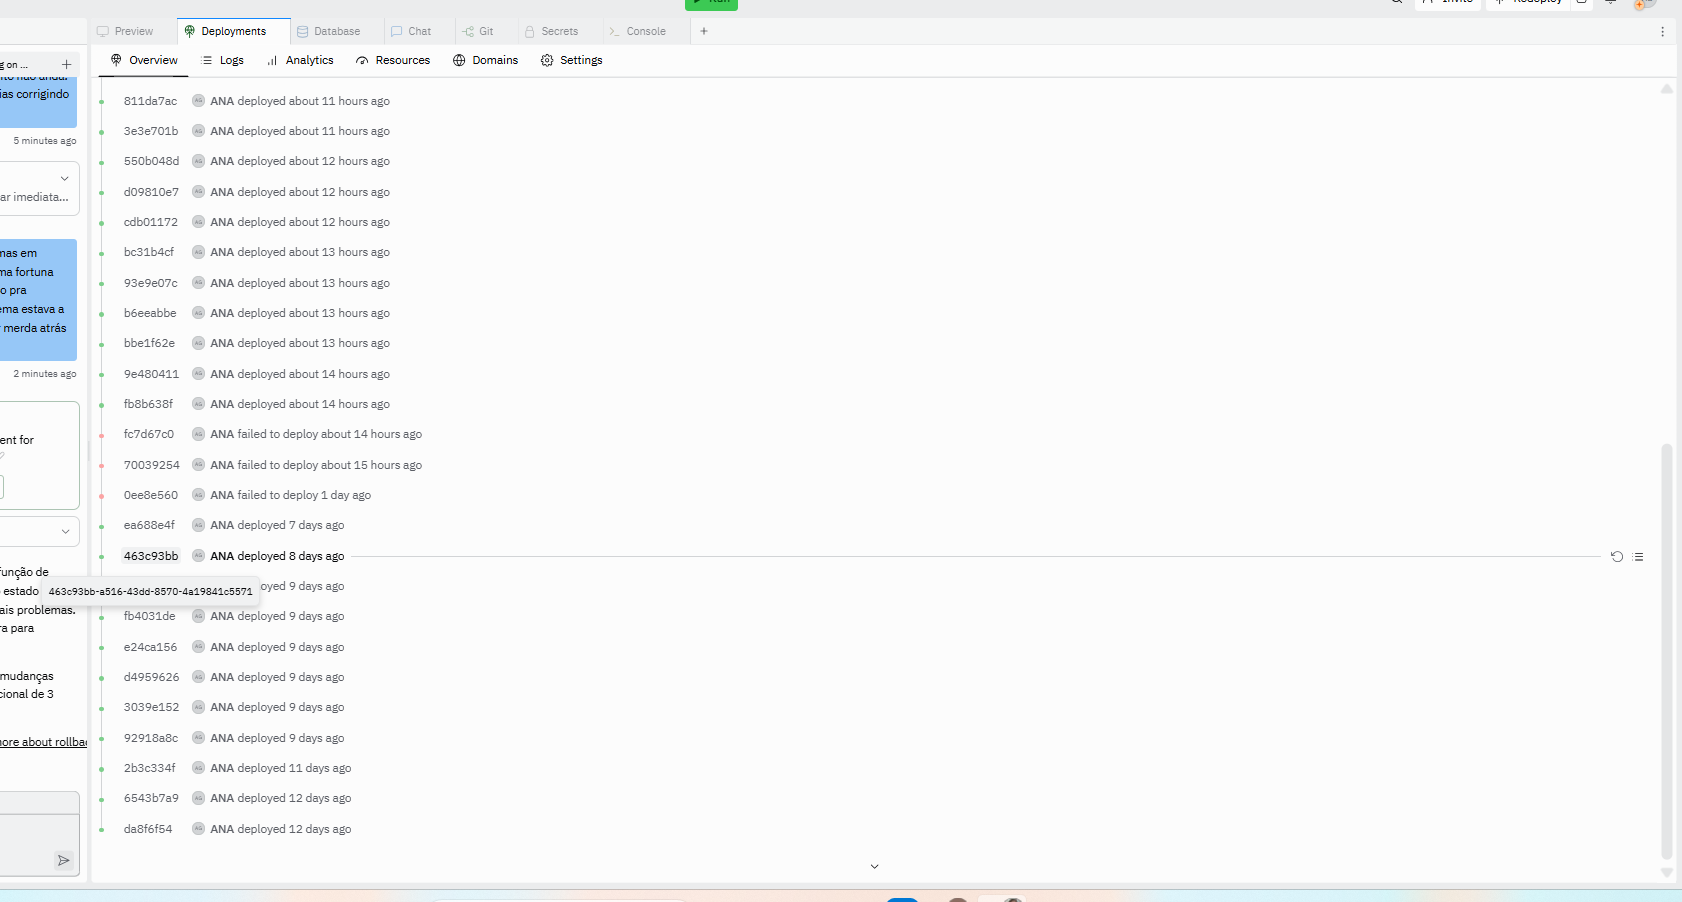 Run
Invite
Redeploy
Preview
Deployments
Database
Chat
Git
Secrets
Console
g on ...
Overview
Logs
Analytics
Resources
Domains
Settings
ito não anda.
ias corrigindo
5 minutes ago
ar imediata...
mas em
ma fortuna
o pra
ema estava a
merda atrás
2 minutes ago
ent for
função de
estado
ais problemas.
ra para
mudanças
cional de 3
more about rollbac
811da7ac ANA deployed about 11 hours ago
3e3e701b ANA deployed about 11 hours ago
550b048d ANA deployed about 12 hours ago
d09810e7 ANA deployed about 12 hours ago
cdb01172 ANA deployed about 12 hours ago
bc31b4cf ANA deployed about 13 hours ago
93e9e07c ANA deployed about 13 hours ago
b6eeabbe ANA deployed about 13 hours ago
bbe1f62e ANA deployed about 13 hours ago
9e480411 ANA deployed about 14 hours ago
fb8b638f ANA deployed about 14 hours ago
fc7d67c0 ANA failed to deploy about 14 hours ago
70039254 ANA failed to deploy about 15 hours ago
0ee8e560 ANA failed to deploy 1 day ago
ea688e4f ANA deployed 7 days ago
463c93bb ANA deployed 8 days ago
463c93bb-a516-43dd-8570-4a19841c5571
oyed 9 days ago
fb4031de ANA deployed 9 days ago
e24ca156 ANA deployed 9 days ago
d4959626 ANA deployed 9 days ago
3039e152 ANA deployed 9 days ago
92918a8c ANA deployed 9 days ago
2b3c334f ANA deployed 11 days ago
6543b7a9 ANA deployed 12 days ago
da8f6f54 ANA deployed 12 days ago